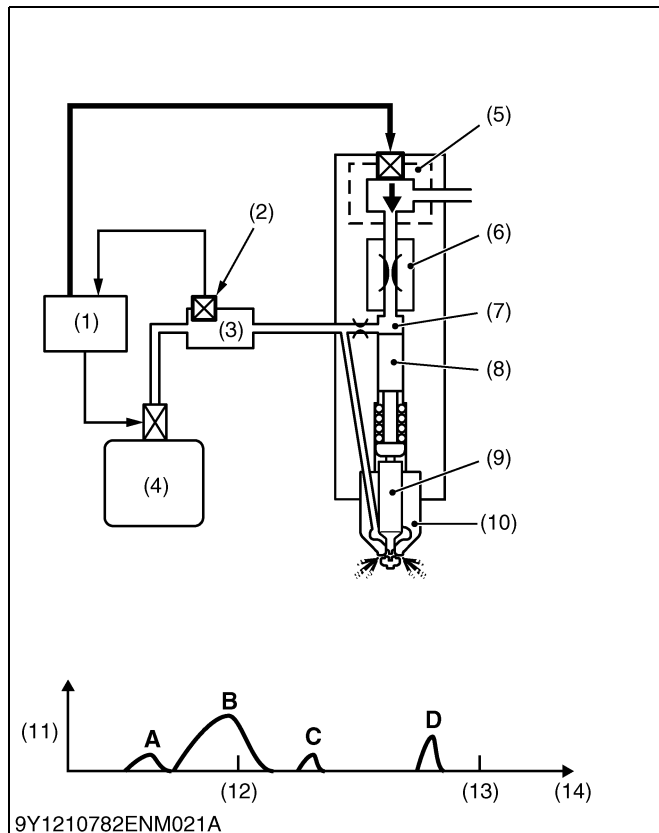 (5)
(2)
(6)
(1)
(3)
(7)
(8)
(4)
(9)
(10)
(11)
A
B
C
D
(12)
(13)
(14)
9Y1210782ENM021A